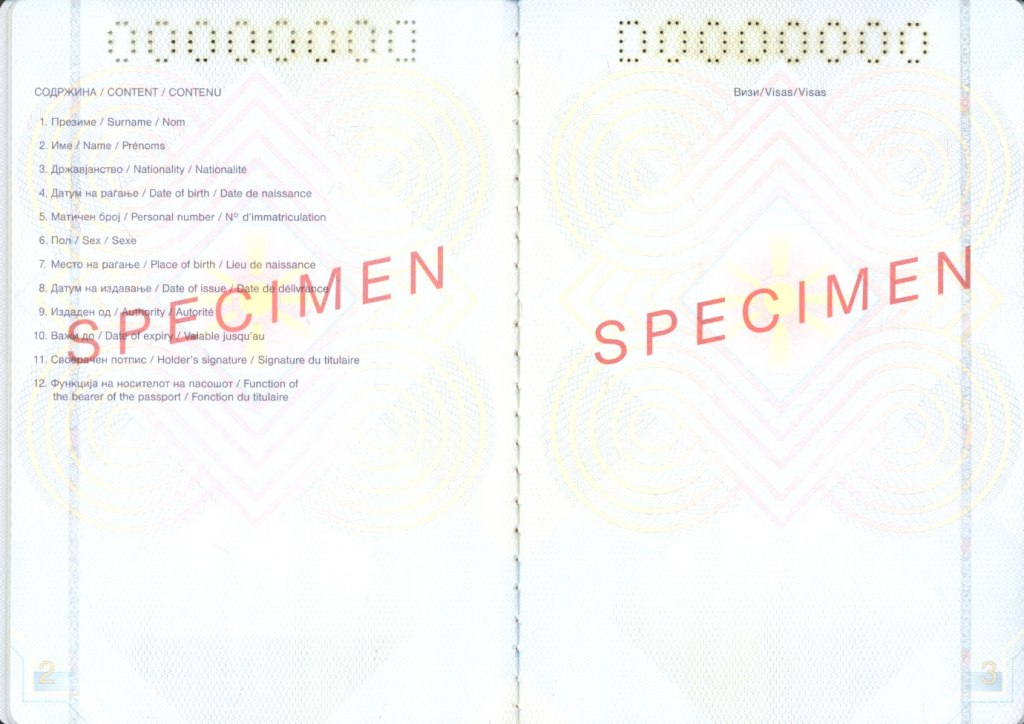 0000000D
СОДРЖИНА / CONTENT / CONTENU
1. Презиме / Surname / Nom
2. Име / Name / Prénoms
3. Државјанство / Nationality / Nationalité
4. Датум на раѓање / Date of birth / Date de naissance
5. Матичен број / Personal number / Nº d'immatriculation
6. Пол / Sex / Sexe
7. Место на раѓање / Place of birth / Lieu de naissance
8. Датум на издавање / Date of issue / Date de délivrance
9. Издаден од / Authority / Autorité
10. Важи до / Date of expiry / Valable jusqu'au
11. Своерачен потпис / Holder's signature / Signature du titulaire
12. Функција на носителот на пасошот / Function of
the bearer of the passport / Fonction du titulaire
SPECIMEN
2
D0000000
Визи/Visas/Visas
SPECIMEN
3